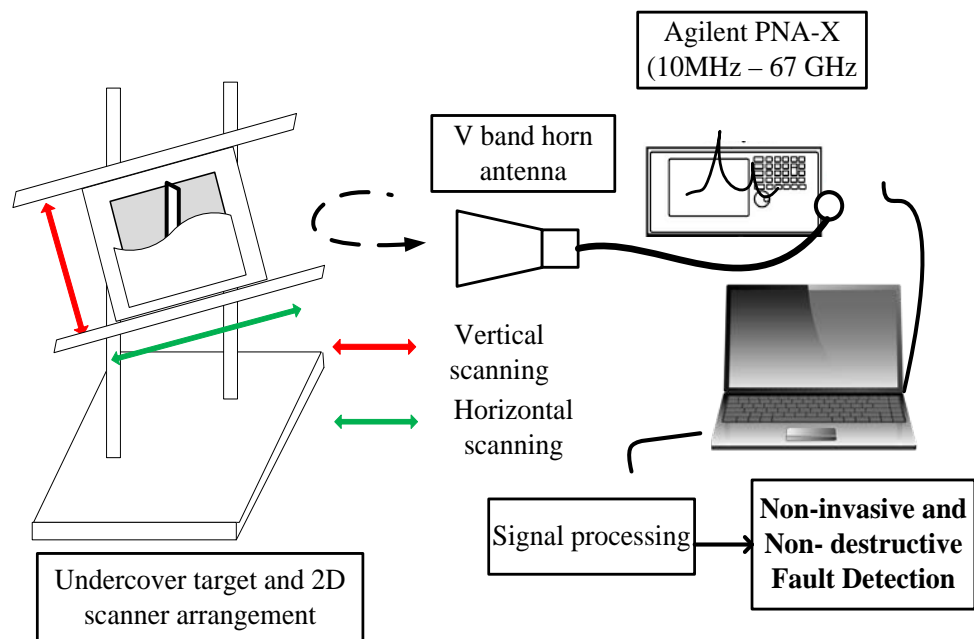 Agilent PNA-X
(10MHz – 67 GHz
V band horn
antenna
Vertical
scanning
Horizontal
scanning
Signal processing
Non-invasive and
Non- destructive
Fault Detection
Undercover target and 2D
scanner arrangement